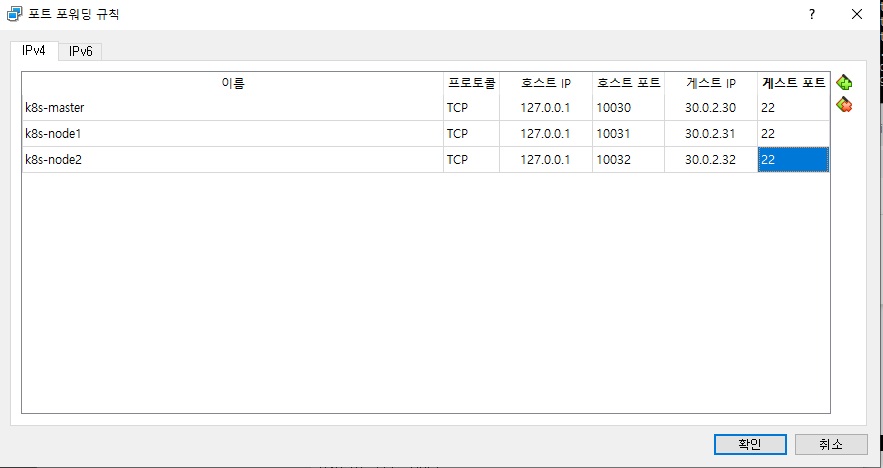 포트 포워딩 규칙
IPv4 IPv6
이름 프로토콜 호스트 IP 호스트 포트 게스트 IP 게스트 포트
k8s-master TCP 127.0.0.1 10030 30.0.2.30 22
k8s-node1 TCP 127.0.0.1 10031 30.0.2.31 22
k8s-node2 TCP 127.0.0.1 10032 30.0.2.32 22
확인 취소